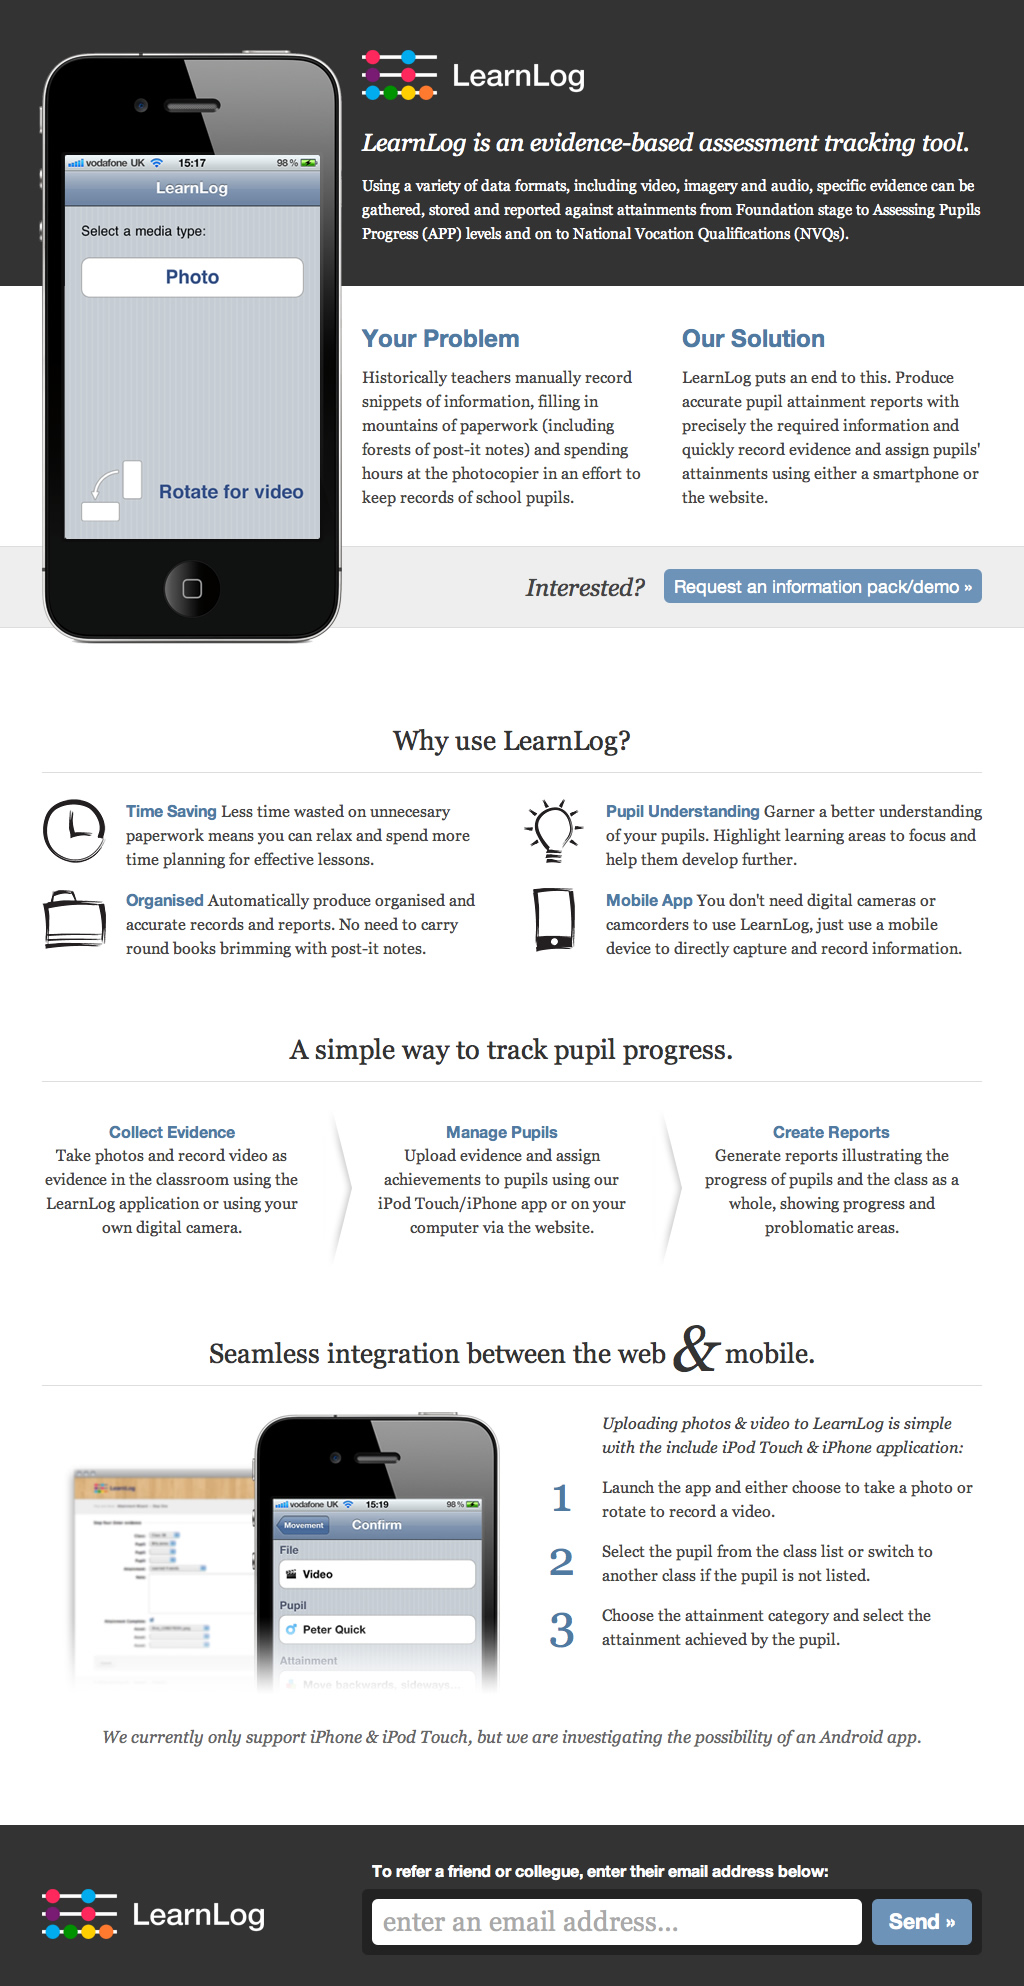 LearnLog
LearnLog is an evidence-based assessment tracking tool.
Using a variety of data formats, including video, imagery and audio, specific evidence can be
gathered, stored and reported against attainments from Foundation stage to Assessing Pupils
Progress (APP) levels and on to National Vocation Qualifications (NVQs).
vodafone UK 15:17 98%
LearnLog
Select a media type:
Photo
Rotate for video
Your Problem
Historically teachers manually record
snippets of information, filling in
mountains of paperwork (including
forests of post-it notes) and spending
hours at the photocopier in an effort to
keep records of school pupils.
Our Solution
LearnLog puts an end to this. Produce
accurate pupil attainment reports with
precisely the required information and
quickly record evidence and assign pupils'
attainments using either a smartphone or
the website.
Interested?
Request an information pack/demo »
Why use LearnLog?
Time Saving Less time wasted on unnecesary
paperwork means you can relax and spend more
time planning for effective lessons.
Pupil Understanding Garner a better understanding
of your pupils. Highlight learning areas to focus and
help them develop further.
Organised Automatically produce organised and
accurate records and reports. No need to carry
round books brimming with post-it notes.
Mobile App You don't need digital cameras or
camcorders to use LearnLog, just use a mobile
device to directly capture and record information.
A simple way to track pupil progress.
Collect Evidence
Take photos and record video as
evidence in the classroom using the
LearnLog application or using your
own digital camera.
Manage Pupils
Upload evidence and assign
achievements to pupils using our
iPod Touch/iPhone app or on your
computer via the website.
Create Reports
Generate reports illustrating the
progress of pupils and the class as a
whole, showing progress and
problomatic areas.
Seamless integration between the web & mobile.
LearnLog
vodafone UK 15:19 98%
Movement Confirm
File
Video
Pupil
Peter Quick
Attainment
Move backwards, sideways...
Uploading photos & video to LearnLog is simple
with the include iPod Touch & iPhone application:
1 Launch the app and either choose to take a photo or
rotate to record a video.
2 Select the pupil from the class list or switch to
another class if the pupil is not listed.
3 Choose the attainment category and select the
attainment achieved by the pupil.
We currently only support iPhone & iPod Touch, but we are investigating the possibility of an Android app.
LearnLog
To refer a friend or collegue, enter their email address below:
enter an email address...
Send »